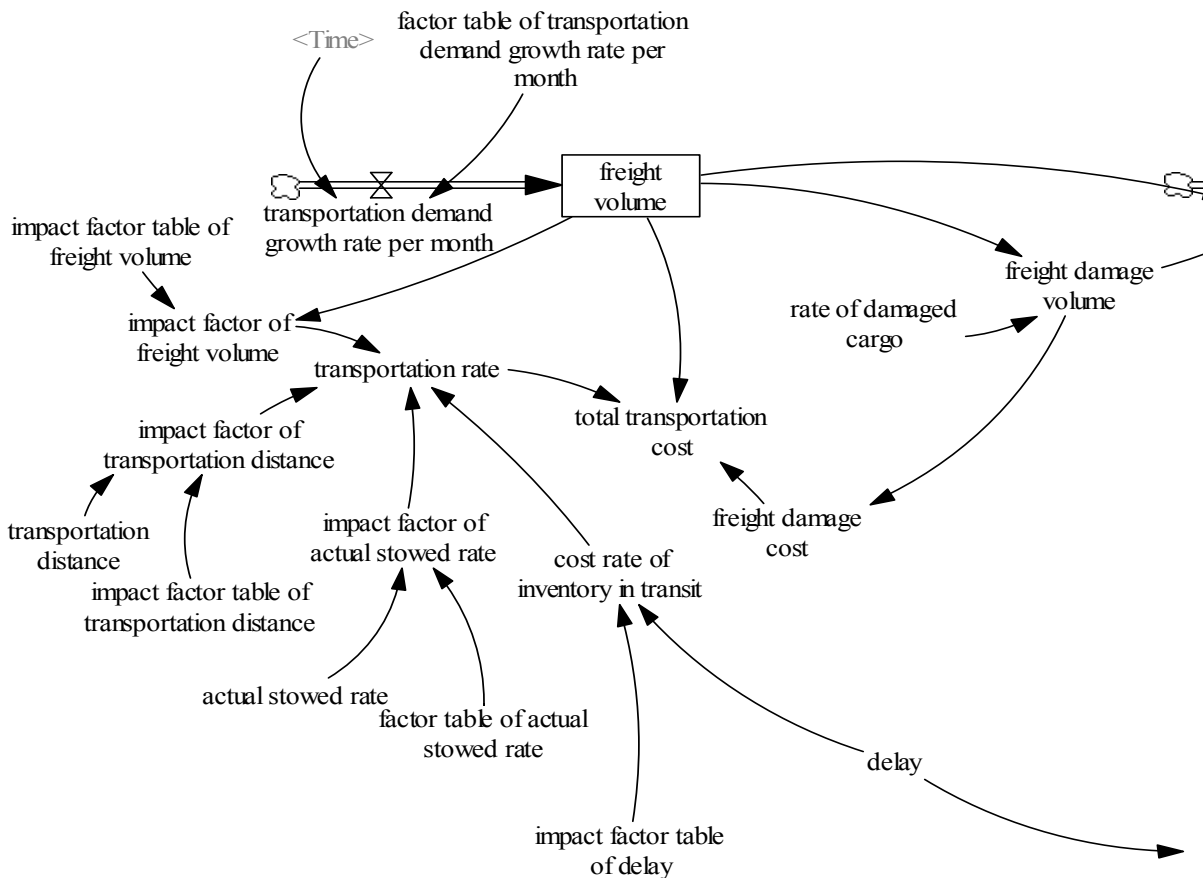 <Time>
factor table of transportation
demand growth rate per
month
freight
volume
transportation demand
growth rate per month
impact factor table of
freight volume
freight damage
volume
impact factor of
freight volume
rate of damaged
cargo
transportation rate
total transportation
cost
impact factor of
transportation distance
transportation
distance
impact factor of
actual stowed rate
freight damage
cost
cost rate of
inventory in transit
impact factor table of
transportation distance
actual stowed rate
factor table of actual
stowed rate
delay
impact factor table
of delay